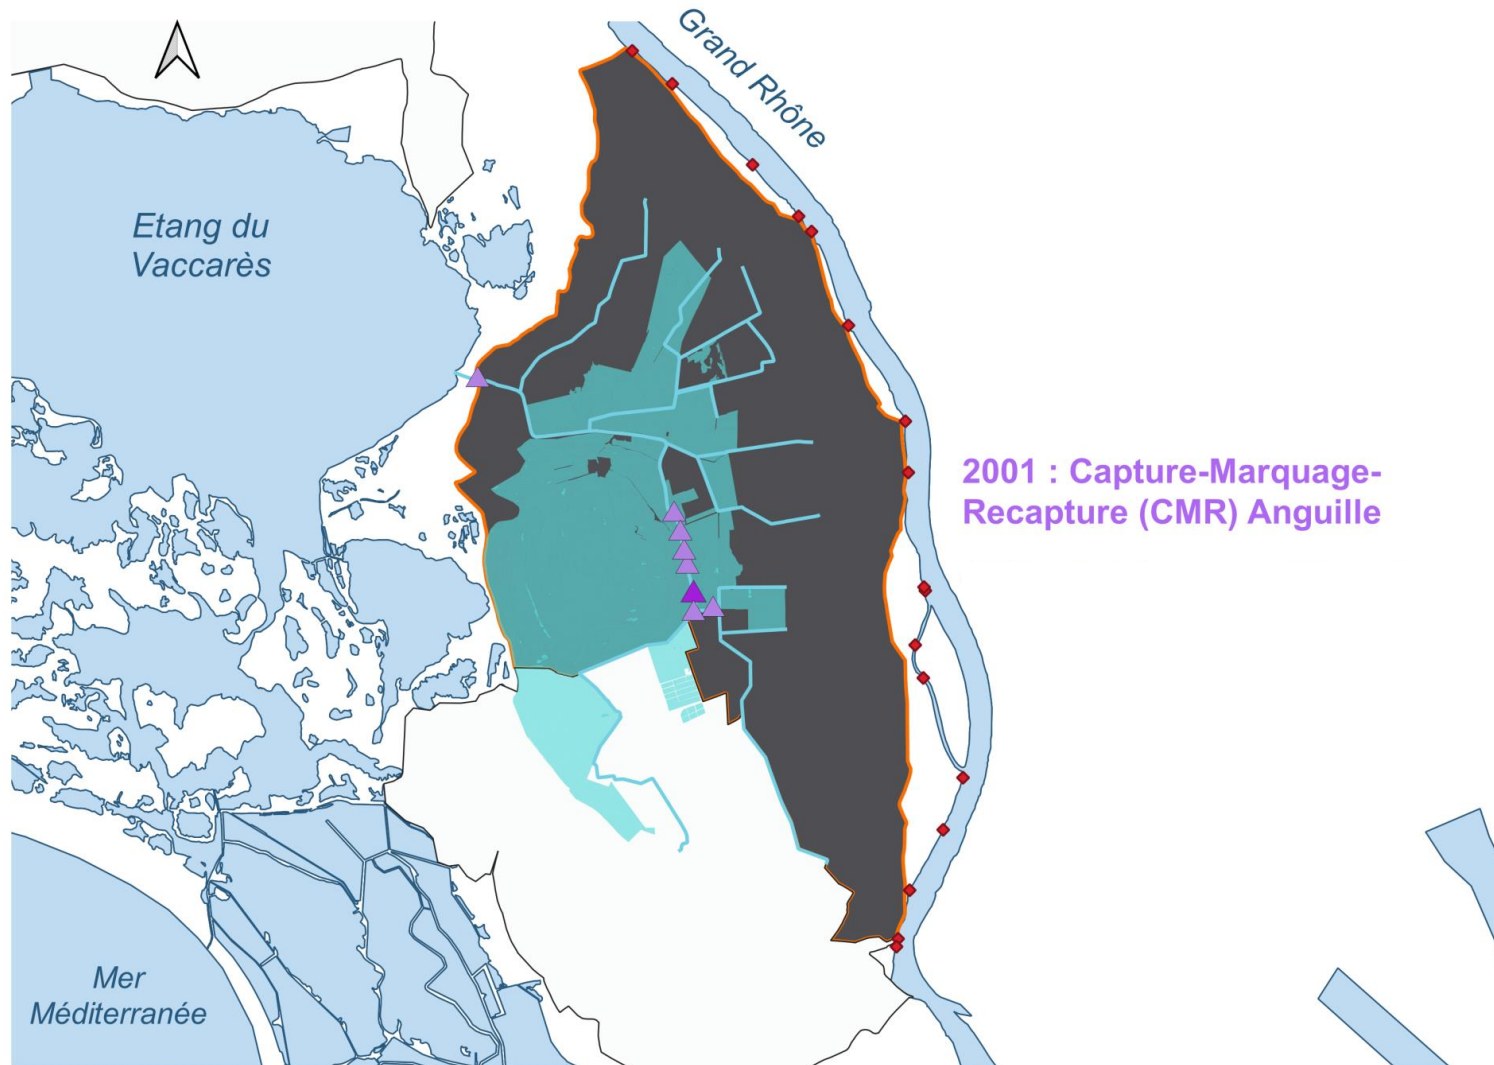 Grand Rhône
Etang du
Vaccarès
2001 : Capture-Marquage-
Recapture (CMR) Anguille
Mer
Méditerranée